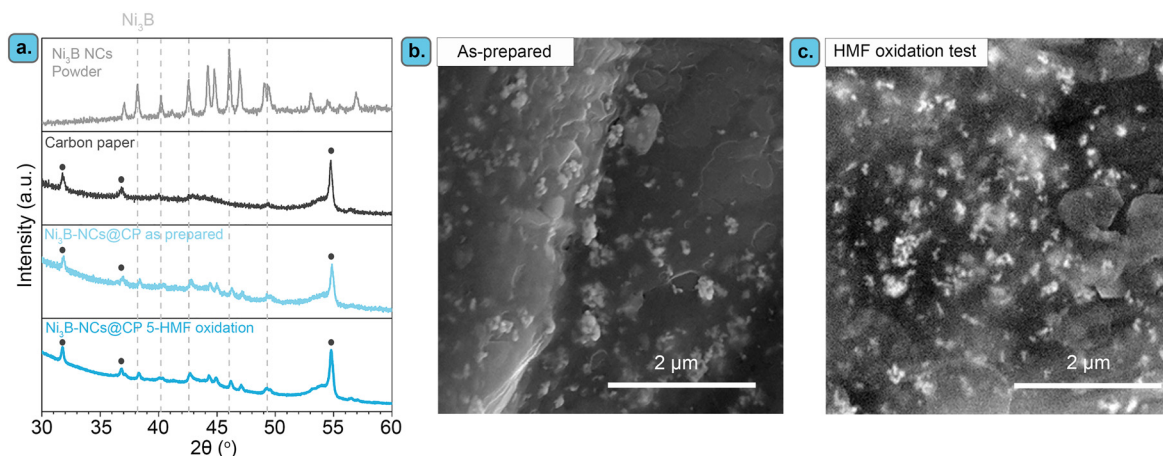 Ni₃B
a.
Ni₃B NCs
Powder
Carbon paper
Ni₃B-NCs@CP as prepared
Ni₃B-NCs@CP 5-HMF oxidation
Intensity (a.u.)
30 35 40 45 50 55 60
2θ (°)
b.
As-prepared
2 μm
c.
HMF oxidation test
2 μm